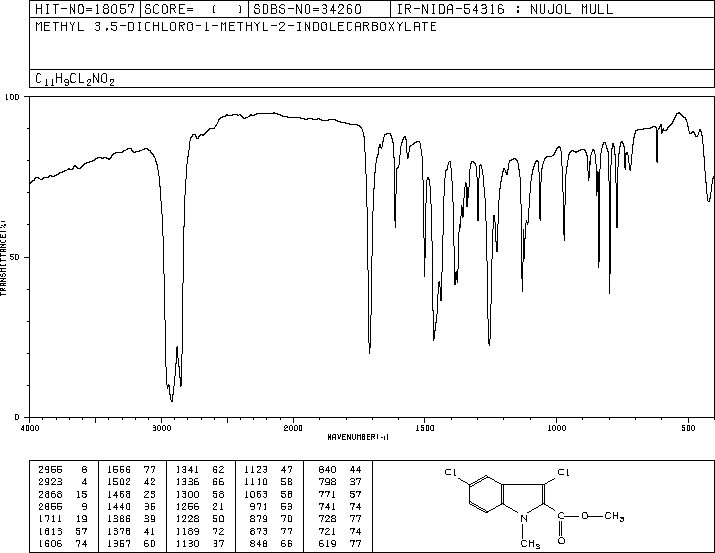 HIT-NO=18057 SCORE= ( ) SDBS-NO=34260 IR-NIDA-54316 : NUJOL MULL
METHYL 3,5-DICHLORO-1-METHYL-2-INDOLECARBOXYLATE
C11H9CL2NO2
100
50
0
TRANSMITTANCE(%)
4000 3000 2000 1500 1000 500
WAVENUMBER(-1)
2955 6 1566 77 1341 62 1123 47 840 44
2923 4 1502 42 1336 66 1110 58 798 37
2868 15 1468 23 1300 58 1063 58 771 57
2855 9 1440 35 1256 21 971 53 741 74
1711 19 1386 39 1228 50 879 70 728 77
1613 57 1378 41 1189 72 873 77 721 74
1606 74 1367 60 1130 37 848 66 619 77
Cl Cl
N C O CH3
CH3 O